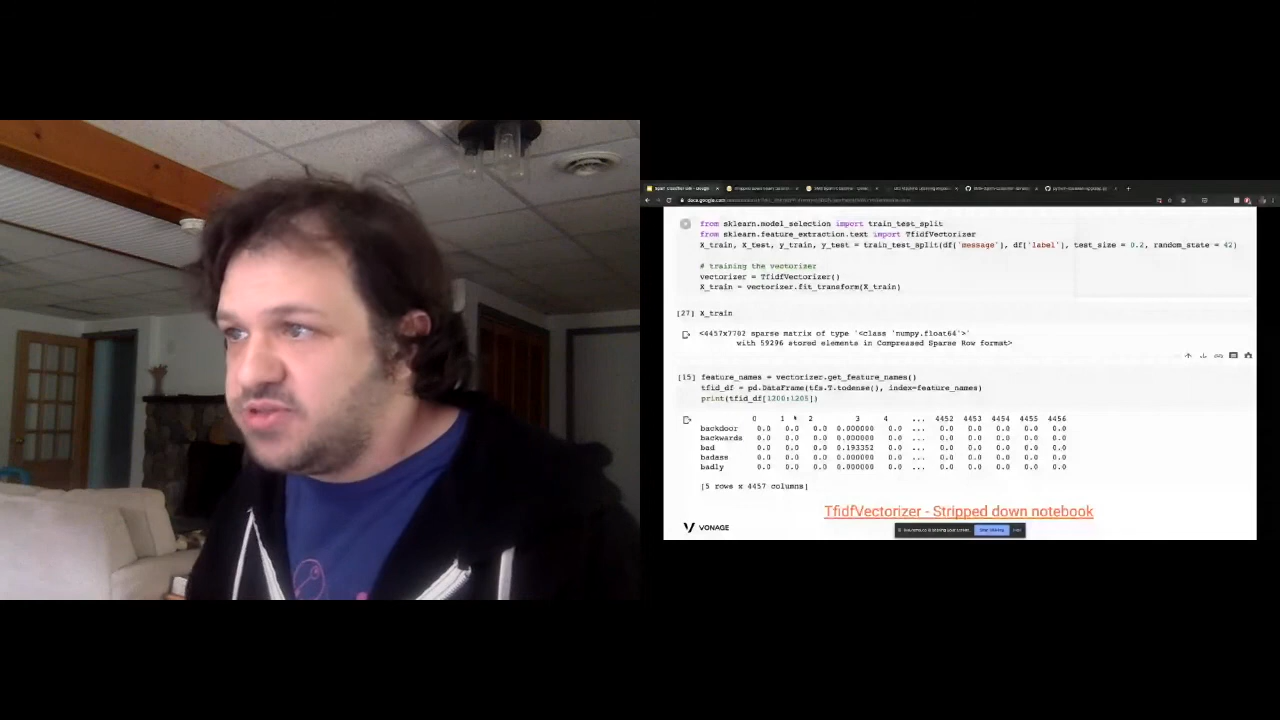 from sklearn.model_selection import train_test_split
from sklearn.feature_extraction.text import TfidfVectorizer
X_train, X_test, y_train, y_test = train_test_split(df['message'], df['label'], test_size = 0.2, random_state = 42)
# training the vectorizer
vectorizer = TfidfVectorizer()
X_train = vectorizer.fit_transform(X_train)
[27] X_train
<4457x7702 sparse matrix of type '<class 'numpy.float64'>'
with 59296 stored elements in Compressed Sparse Row format>
[15] feature_names = vectorizer.get_feature_names()
tfid_df = pd.DataFrame(tfs.T.todense(), index=feature_names)
print(tfid_df[1200:1205])
0 1 2 3 4 ... 4452 4453 4454 4455 4456
backdoor 0.0 0.0 0.0 0.000000 0.0 ... 0.0 0.0 0.0 0.0 0.0
backwards 0.0 0.0 0.0 0.000000 0.0 ... 0.0 0.0 0.0 0.0 0.0
bad 0.0 0.0 0.0 0.193352 0.0 ... 0.0 0.0 0.0 0.0 0.0
badass 0.0 0.0 0.0 0.000000 0.0 ... 0.0 0.0 0.0 0.0 0.0
badly 0.0 0.0 0.0 0.000000 0.0 ... 0.0 0.0 0.0 0.0 0.0
[5 rows x 4457 columns]
TfidfVectorizer - Stripped down notebook
VONAGE